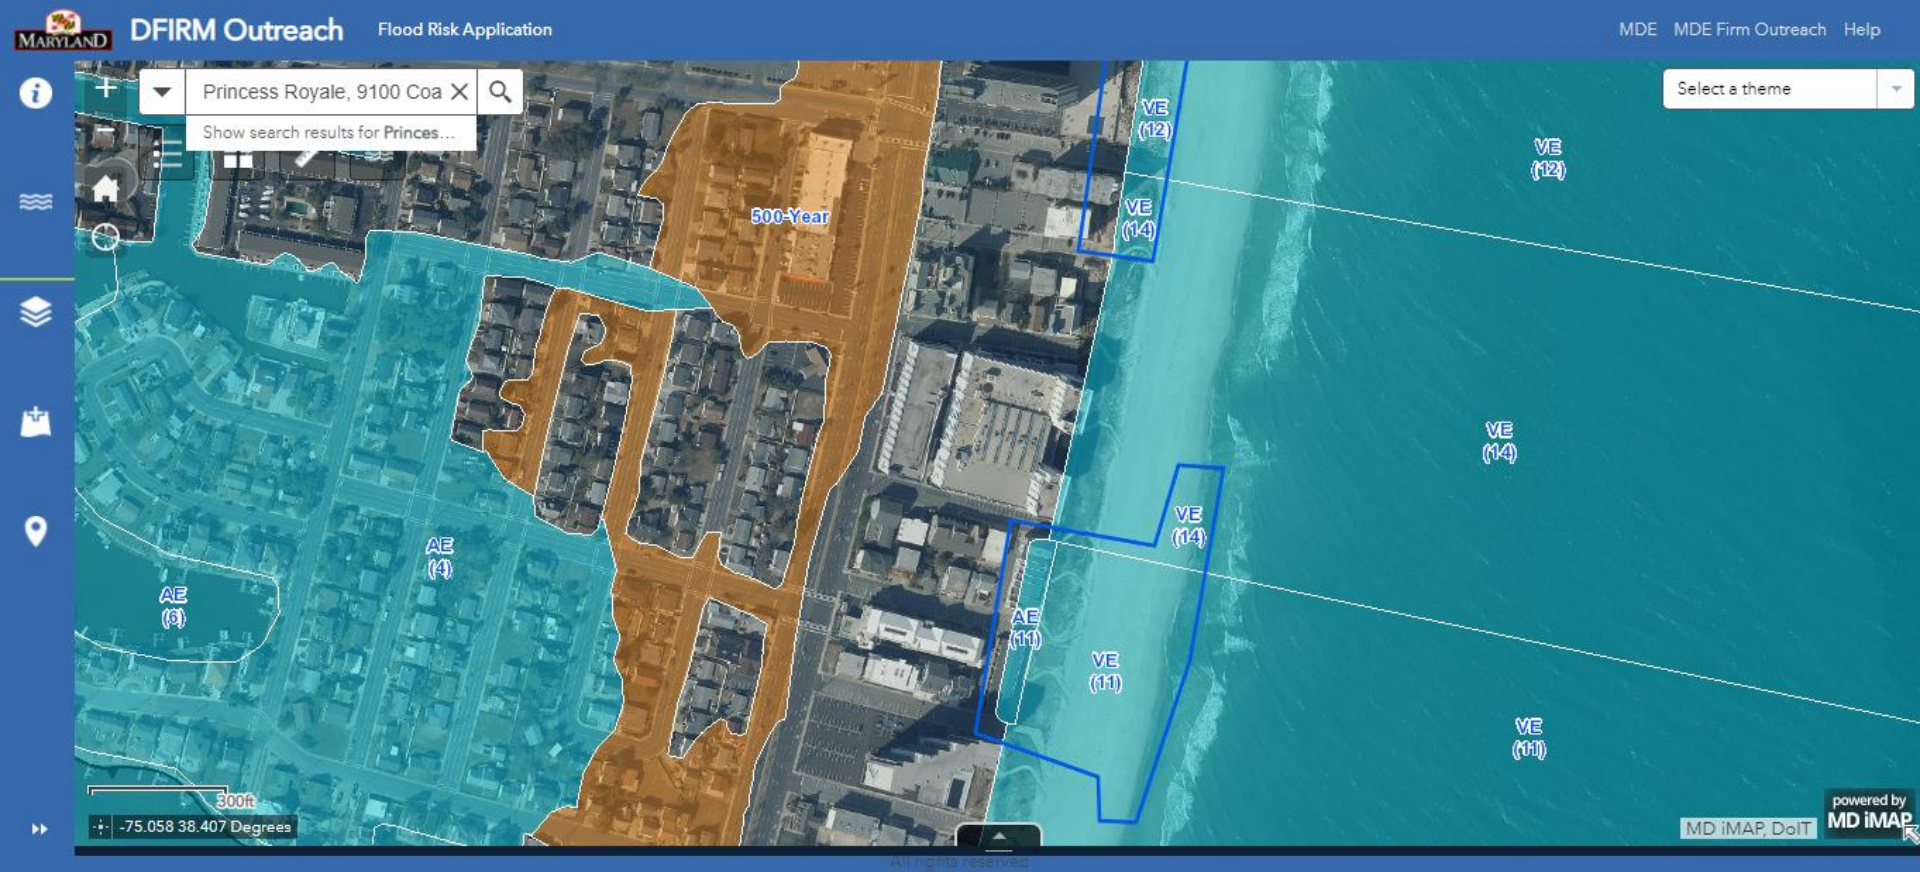 MARYLAND
DFIRM Outreach
Flood Risk Application
MDE
MDE Firm Outreach
Help
Princess Royale, 9100 Coa
Show search results for Princes...
Select a theme
VE
(12)
VE
(12)
VE
(14)
500-Year
VE
(14)
VE
(14)
AE
(4)
AE
(6)
AE
(11)
VE
(11)
VE
(11)
300ft
-75.058 38.407 Degrees
powered by
MD iMAP
MD iMAP, DoIT
All rights reserved